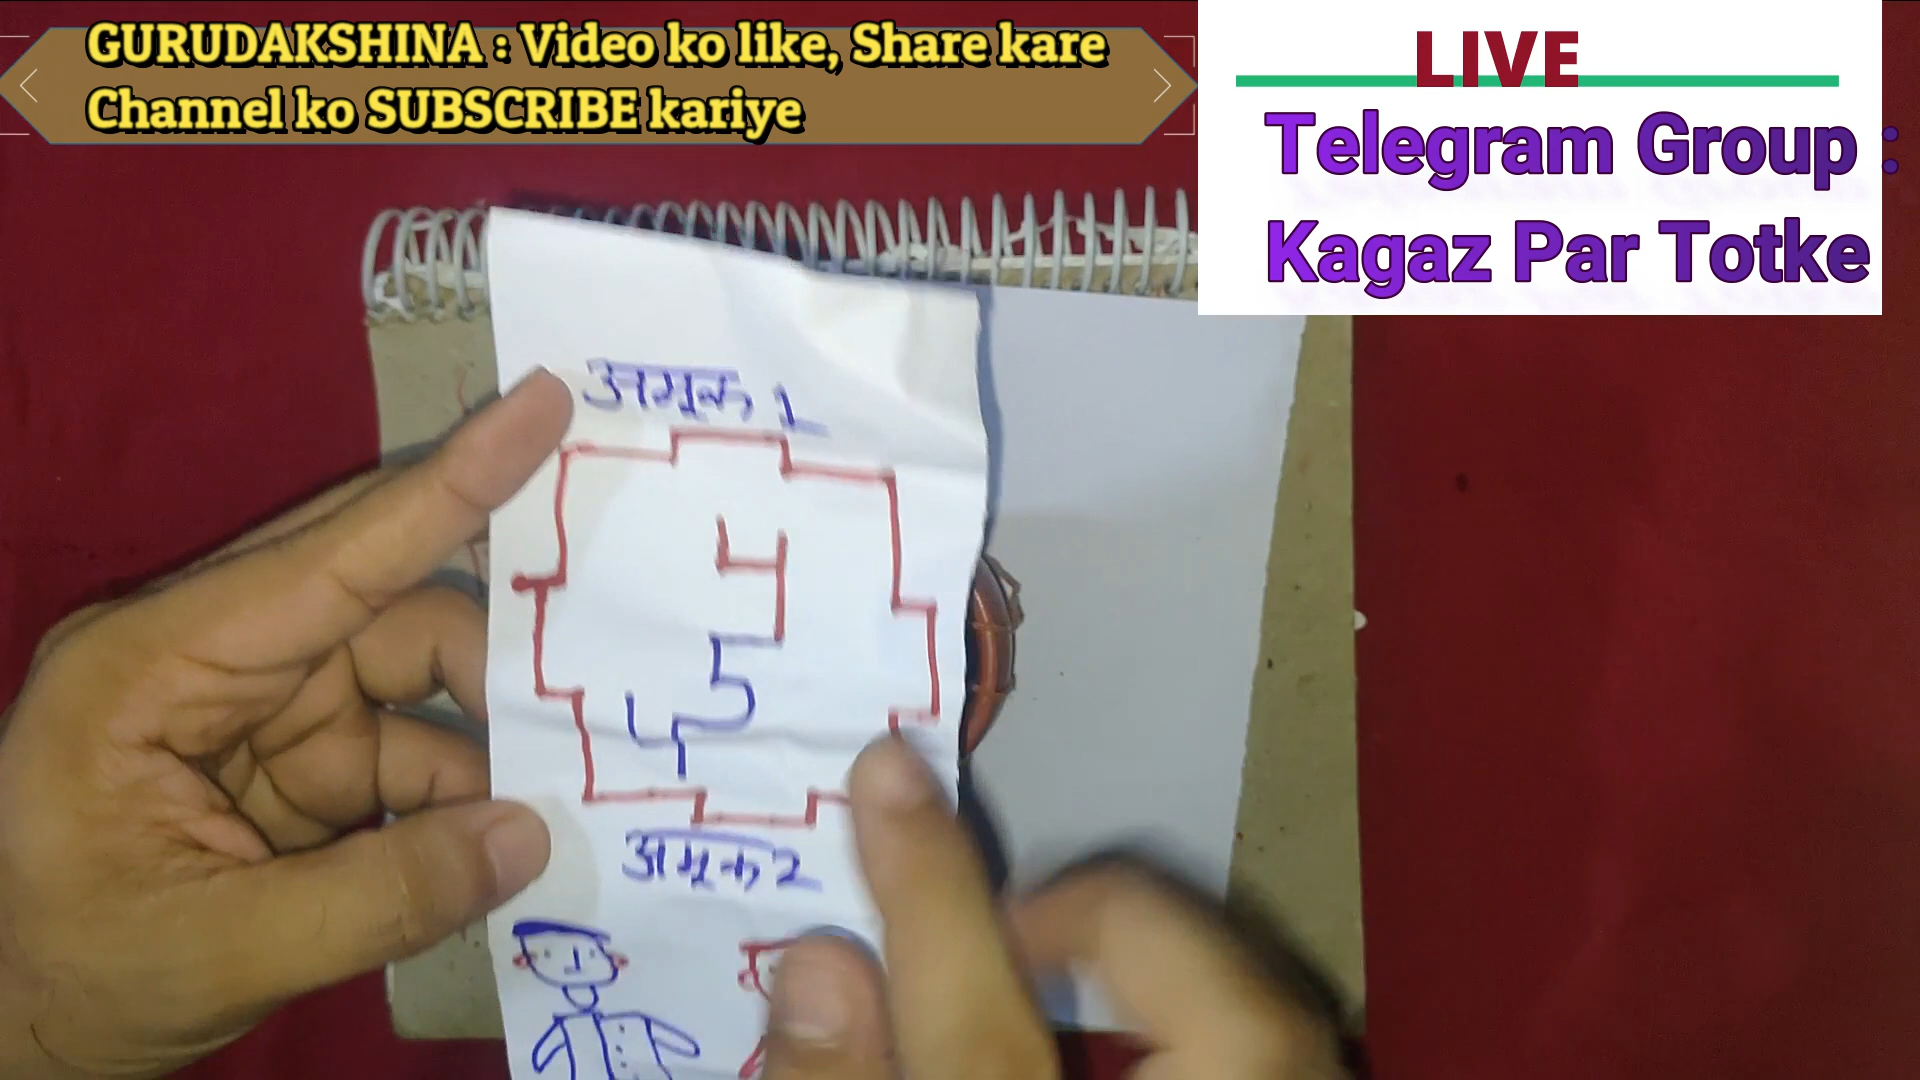 GURUDAKSHINA : Video ko like, Share kare
Channel ko SUBSCRIBE kariye
LIVE
Telegram Group :
Kagaz Par Totke
अमुक 1
4
5
4
अमुक 2